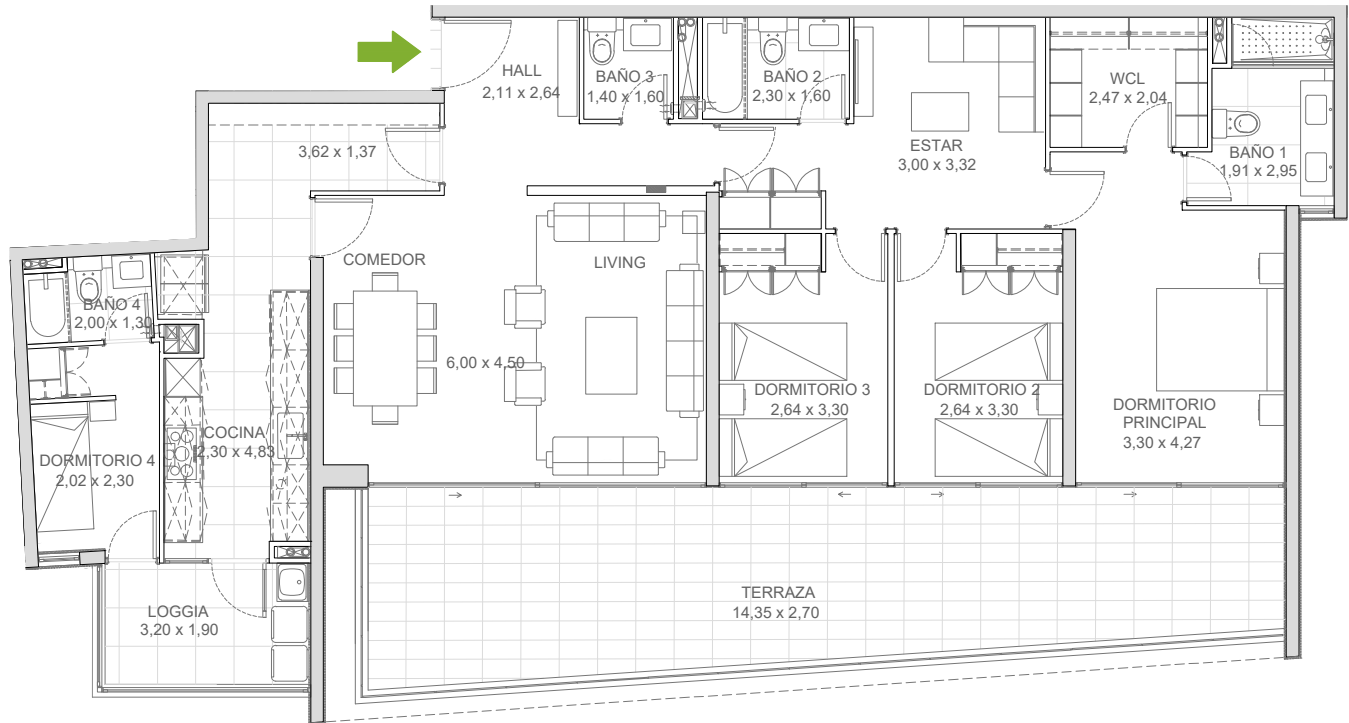 HALL
2,11 x 2,64
BAÑO 3
1,40 x 1,60
BAÑO 2
2,30 x 1,60
ESTAR
3,00 x 3,32
WCL
2,47 x 2,04
BAÑO 1
1,91 x 2,95
3,62 x 1,37
COMEDOR
LIVING
6,00 x 4,50
BAÑO 4
2,00 x 1,30
DORMITORIO 4
2,02 x 2,30
COCINA
2,30 x 4,83
DORMITORIO 3
2,64 x 3,30
DORMITORIO 2
2,64 x 3,30
DORMITORIO
PRINCIPAL
3,30 x 4,27
LOGGIA
3,20 x 1,90
TERRAZA
14,35 x 2,70